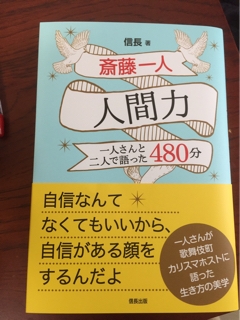 信長 著
斎藤一人
人間力
一人さんと
二人で語った480分
自信なんて
なくてもいいから、
自信がある顔を
するんだよ
一人さんが
歌舞伎町
カリスマホストに
語った
生き方の美学
信長出版